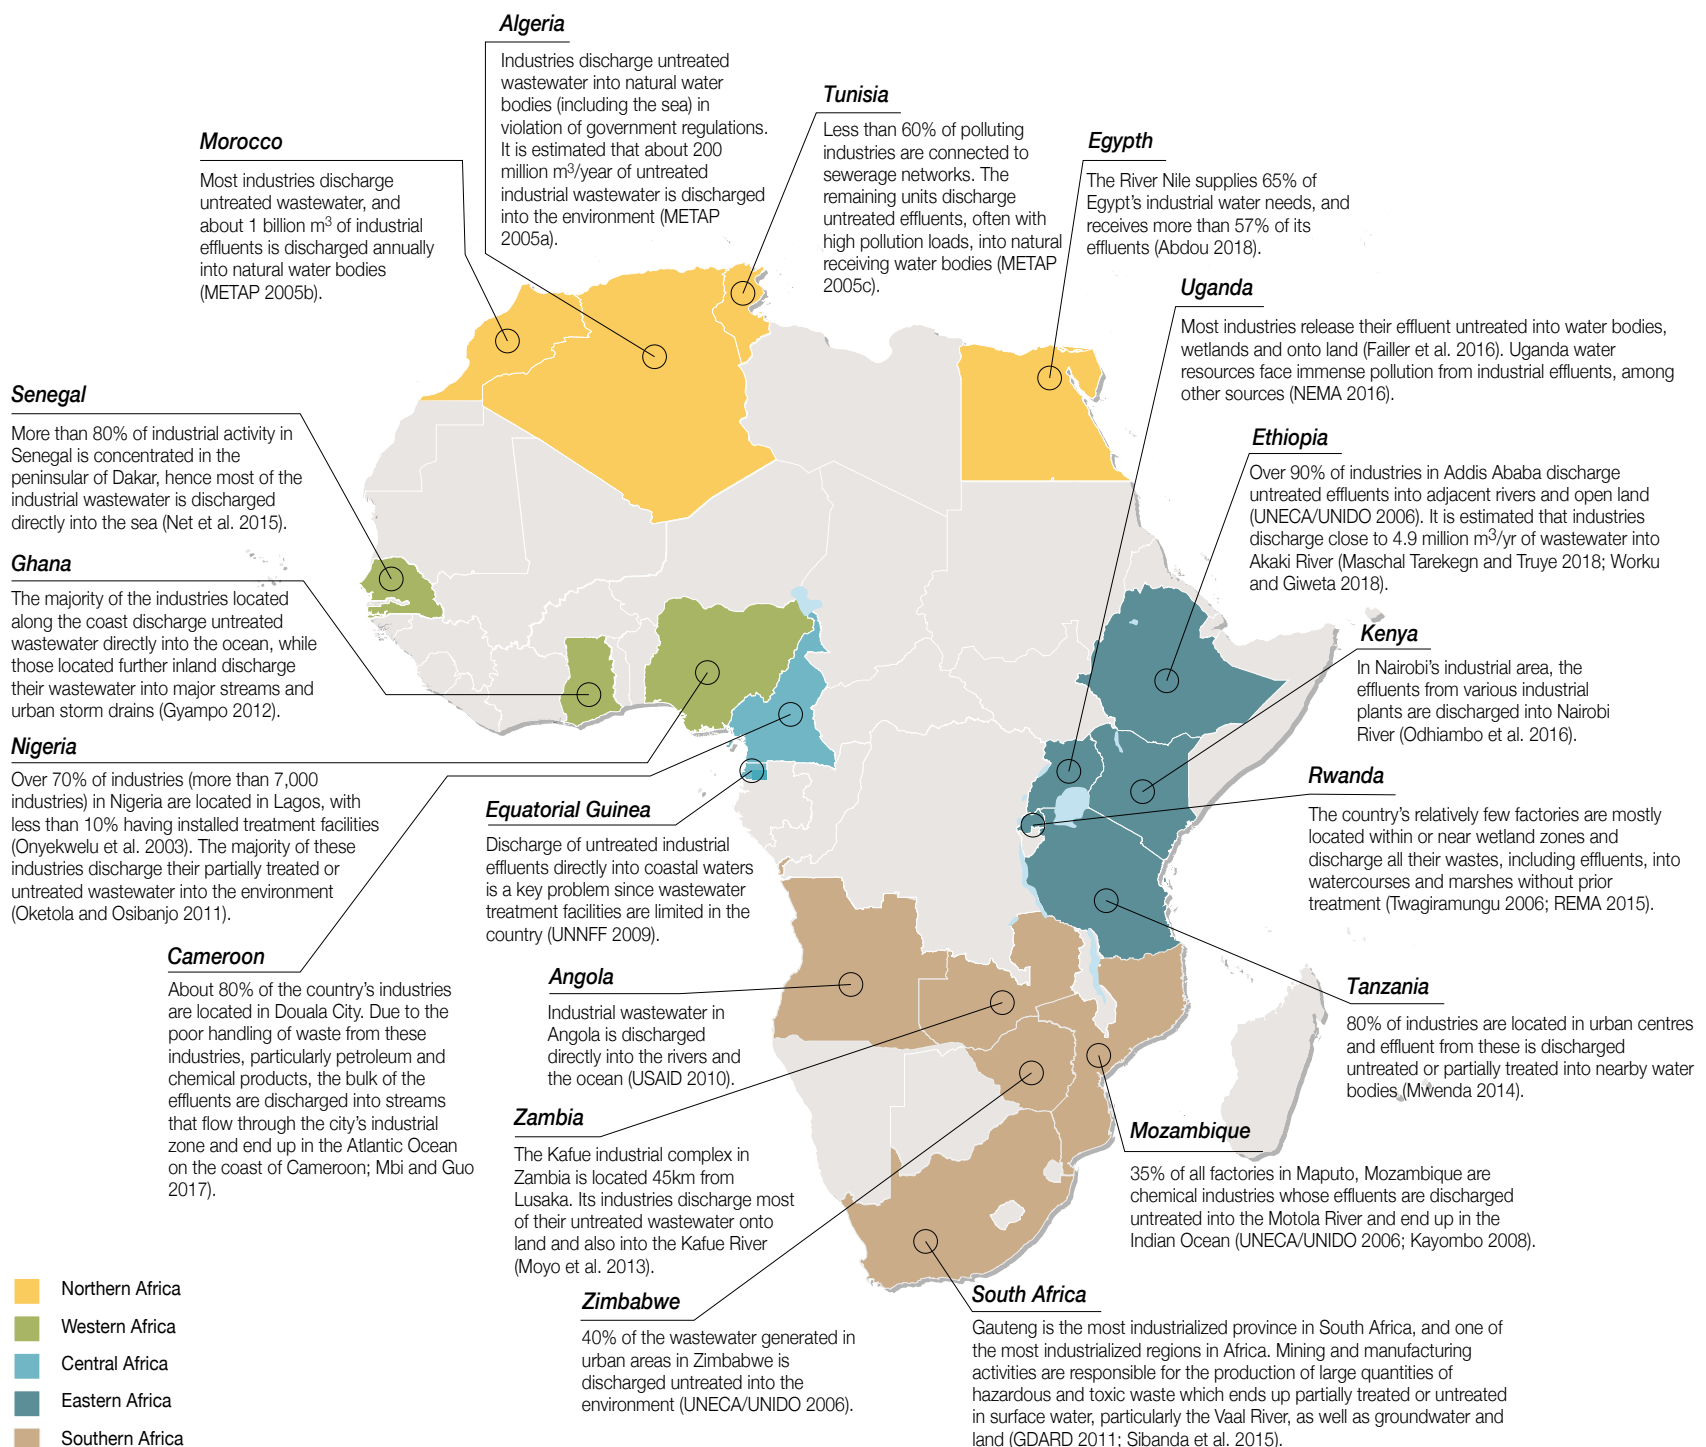 Algeria
Industries discharge untreated
wastewater into natural water
bodies (including the sea) in
violation of government regulations.
It is estimated that about 200
million m³/year of untreated
industrial wastewater is discharged
into the environment (METAP
2005a).
Tunisia
Less than 60% of polluting
industries are connected to
sewerage networks. The
remaining units discharge
untreated effluents, often with
high pollution loads, into natural
receiving water bodies (METAP
2005c).
Morocco
Most industries discharge
untreated wastewater, and
about 1 billion m³ of industrial
effluents is discharged annually
into natural water bodies
(METAP 2005b).
Egypth
The River Nile supplies 65% of
Egypt's industrial water needs, and
receives more than 57% of its
effluents (Abdou 2018).
Uganda
Most industries release their effluent untreated into water bodies,
wetlands and onto land (Failler et al. 2016). Uganda water
resources face immense pollution from industrial effluents, among
other sources (NEMA 2016).
Senegal
More than 80% of industrial activity in
Senegal is concentrated in the
peninsular of Dakar, hence most of the
industrial wastewater is discharged
directly into the sea (Net et al. 2015).
Ethiopia
Over 90% of industries in Addis Ababa discharge
untreated effluents into adjacent rivers and open land
(UNECA/UNIDO 2006). It is estimated that industries
discharge close to 4.9 million m³/yr of wastewater into
Akaki River (Maschal Tarekegn and Truye 2018; Worku
and Giweta 2018).
Ghana
The majority of the industries located
along the coast discharge untreated
wastewater directly into the ocean, while
those located further inland discharge
their wastewater into major streams and
urban storm drains (Gyampo 2012).
Kenya
In Nairobi's industrial area, the
effluents from various industrial
plants are discharged into Nairobi
River (Odhiambo et al. 2016).
Nigeria
Over 70% of industries (more than 7,000
industries) in Nigeria are located in Lagos, with
less than 10% having installed treatment facilities
(Onyekwelu et al. 2003). The majority of these
industries discharge their partially treated or
untreated wastewater into the environment
(Oketola and Osibanjo 2011).
Rwanda
The country's relatively few factories are mostly
located within or near wetland zones and
discharge all their wastes, including effluents, into
watercourses and marshes without prior
treatment (Twagiramungu 2006; REMA 2015).
Equatorial Guinea
Discharge of untreated industrial
effluents directly into coastal waters
is a key problem since wastewater
treatment facilities are limited in the
country (UNNFF 2009).
Cameroon
About 80% of the country's industries
are located in Douala City. Due to the
poor handling of waste from these
industries, particularly petroleum and
chemical products, the bulk of the
effluents are discharged into streams
that flow through the city's industrial
zone and end up in the Atlantic Ocean
on the coast of Cameroon; Mbi and Guo
2017).
Angola
Industrial wastewater in
Angola is discharged
directly into the rivers and
the ocean (USAID 2010).
Tanzania
80% of industries are located in urban centres
and effluent from these is discharged
untreated or partially treated into nearby water
bodies (Mwenda 2014).
Zambia
The Kafue industrial complex in
Zambia is located 45km from
Lusaka. Its industries discharge most
of their untreated wastewater onto
land and also into the Kafue River
(Moyo et al. 2013).
Mozambique
35% of all factories in Maputo, Mozambique are
chemical industries whose effluents are discharged
untreated into the Motola River and end up in the
Indian Ocean (UNECA/UNIDO 2006; Kayombo 2008).
Zimbabwe
40% of the wastewater generated in
urban areas in Zimbabwe is
discharged untreated into the
environment (UNECA/UNIDO 2006).
South Africa
Gauteng is the most industrialized province in South Africa, and one of
the most industrialized regions in Africa. Mining and manufacturing
activities are responsible for the production of large quantities of
hazardous and toxic waste which ends up partially treated or untreated
in surface water, particularly the Vaal River, as well as groundwater and
land (GDARD 2011; Sibanda et al. 2015).
Northern Africa
Western Africa
Central Africa
Eastern Africa
Southern Africa